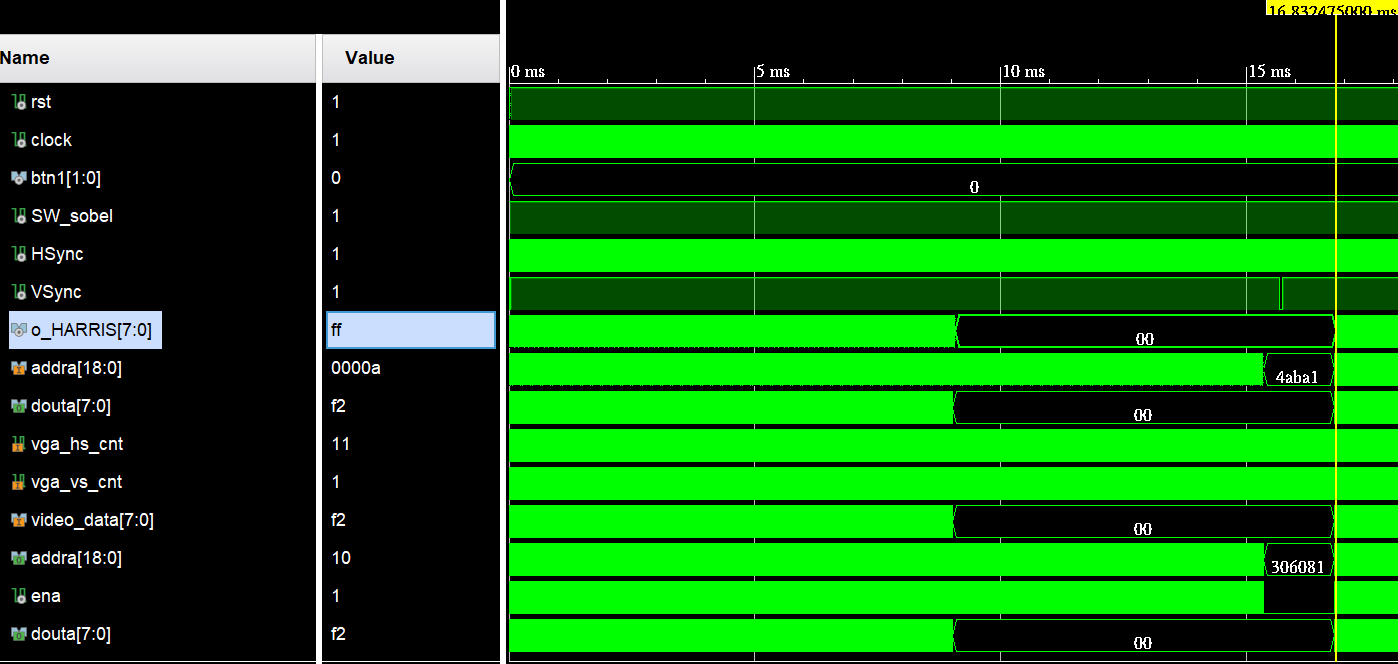 16.832475000 ms
Name Value
0 ms 5 ms 10 ms 15 ms
rst 1
clock 1
btn1[1:0] 0 0
SW_sobel 1
HSync 1
VSync 1
o_HARRIS[7:0] ff 00
addra[18:0] 0000a 4aba1
douta[7:0] f2 00
vga_hs_cnt 11
vga_vs_cnt 1
video_data[7:0] f2 00
addra[18:0] 10 306081
ena 1
douta[7:0] f2 00